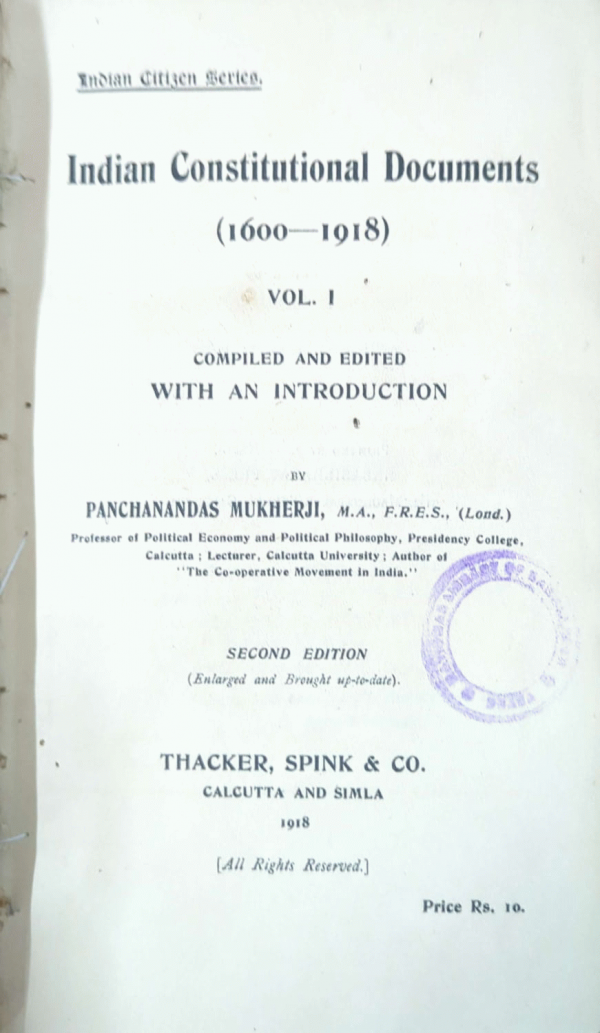 Indian Citizen Series.
Indian Constitutional Documents
(1600—1918)
VOL. I
COMPILED AND EDITED
WITH AN INTRODUCTION
BY
PANCHANANDAS MUKHERJI, M.A., F.R.E.S., (Lond.)
Professor of Political Economy and Political Philosophy, Presidency College,
Calcutta ; Lecturer, Calcutta University ; Author of
"The Co-operative Movement in India."
SECOND EDITION
(Enlarged and Brought up-to-date).
THACKER, SPINK & CO.
CALCUTTA AND SIMLA
1918
[All Rights Reserved.]
Price Rs. 10.